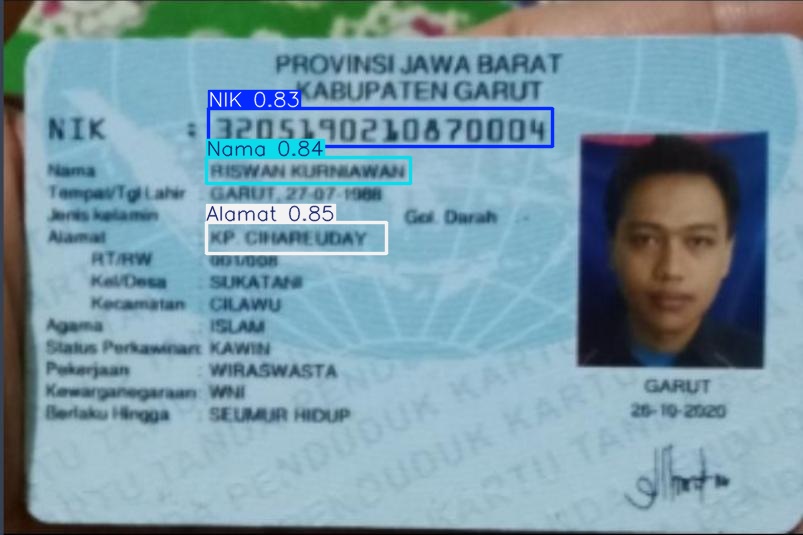 PROVINSI JAWA BARAT
KABUPATEN GARUT
NIK 0.83
NIK : 3205190210870004
Nama 0.84
Nama RISWAN KURNIAWAN
Tempat/Tgl Lahir : GARUT, 27-07-1988
Alamat 0.85
Jenis kelamin Gol. Darah -
Alamat KP. CIHAREUDAY
RT/RW 001/008
Kel/Desa : SUKATANI
Kecamatan : CILAWU
Agama : ISLAM
Status Perkawinan: KAWIN
Pekerjaan : WIRASWASTA
Kewarganegaraan: WNI
Berlaku Hingga : SEUMUR HIDUP
GARUT
26-10-2020